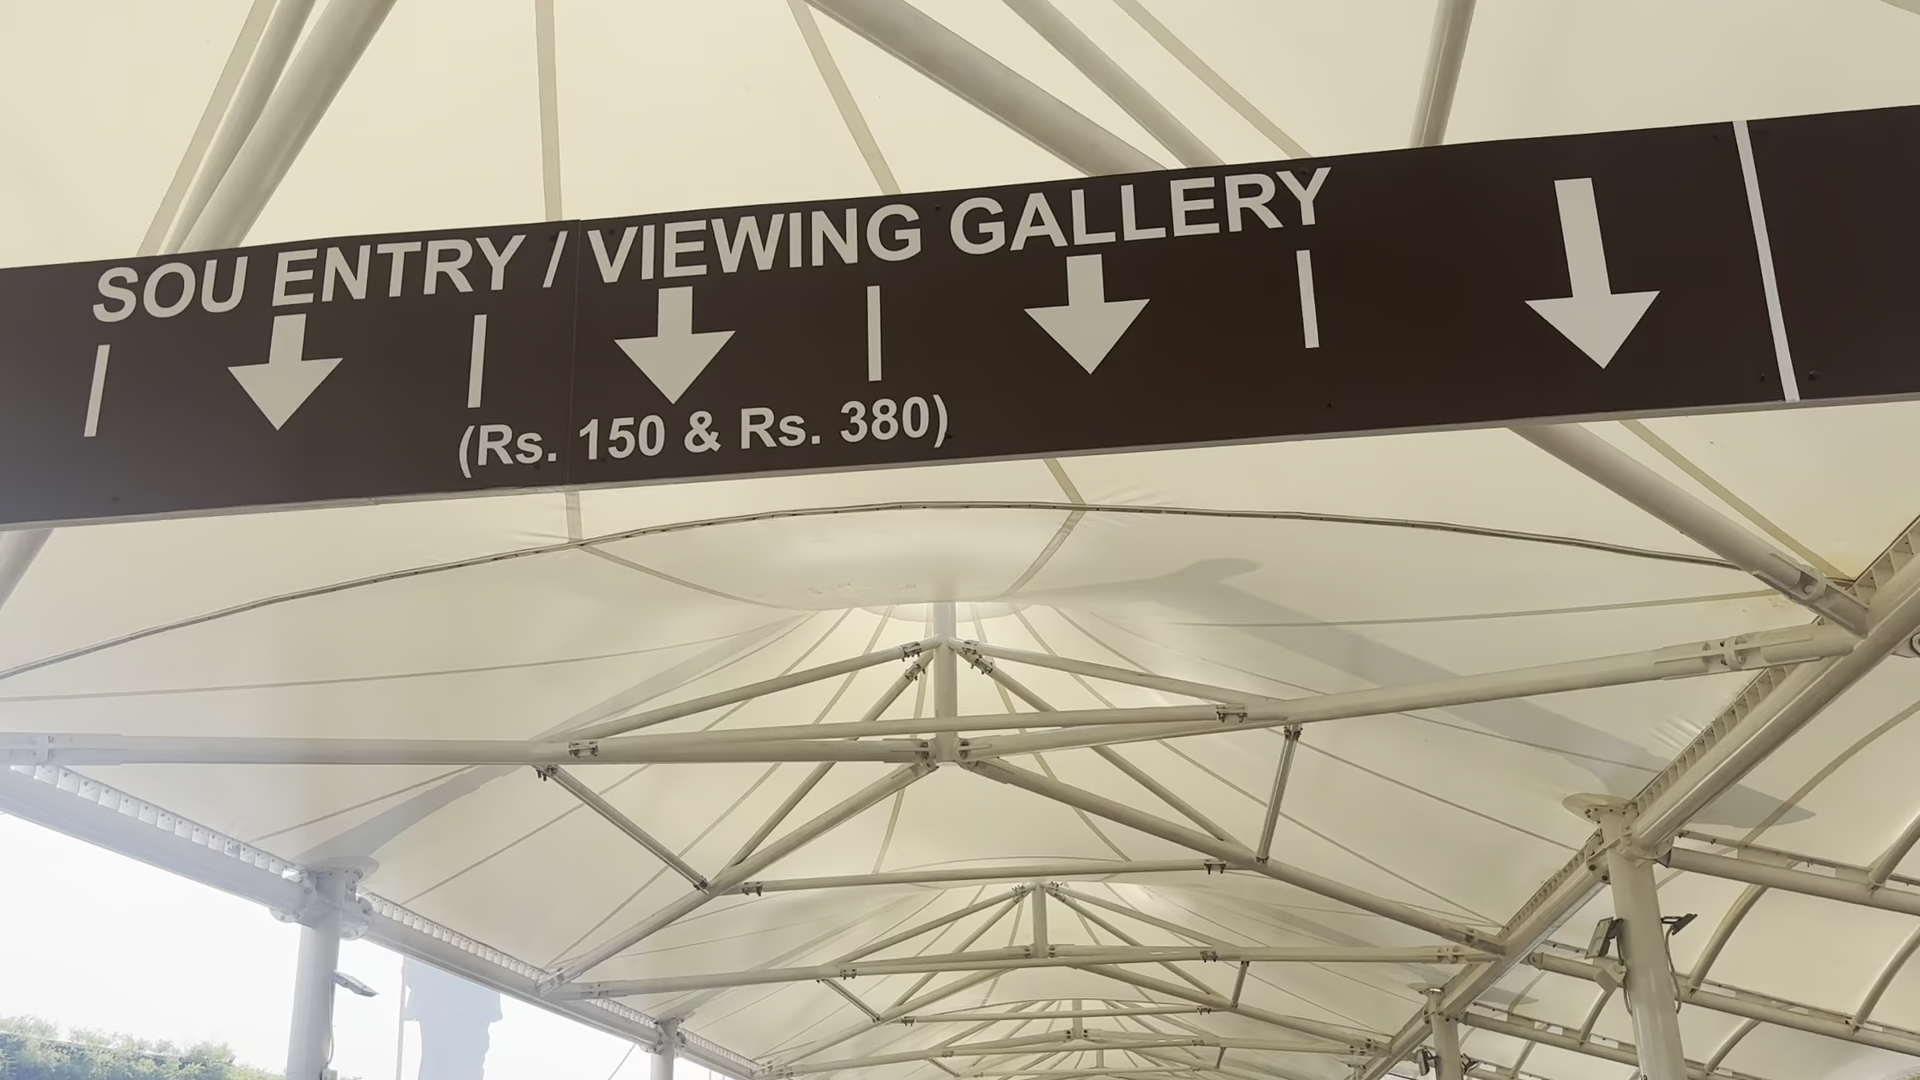 SOU ENTRY / VIEWING GALLERY
(Rs. 150 & Rs. 380)